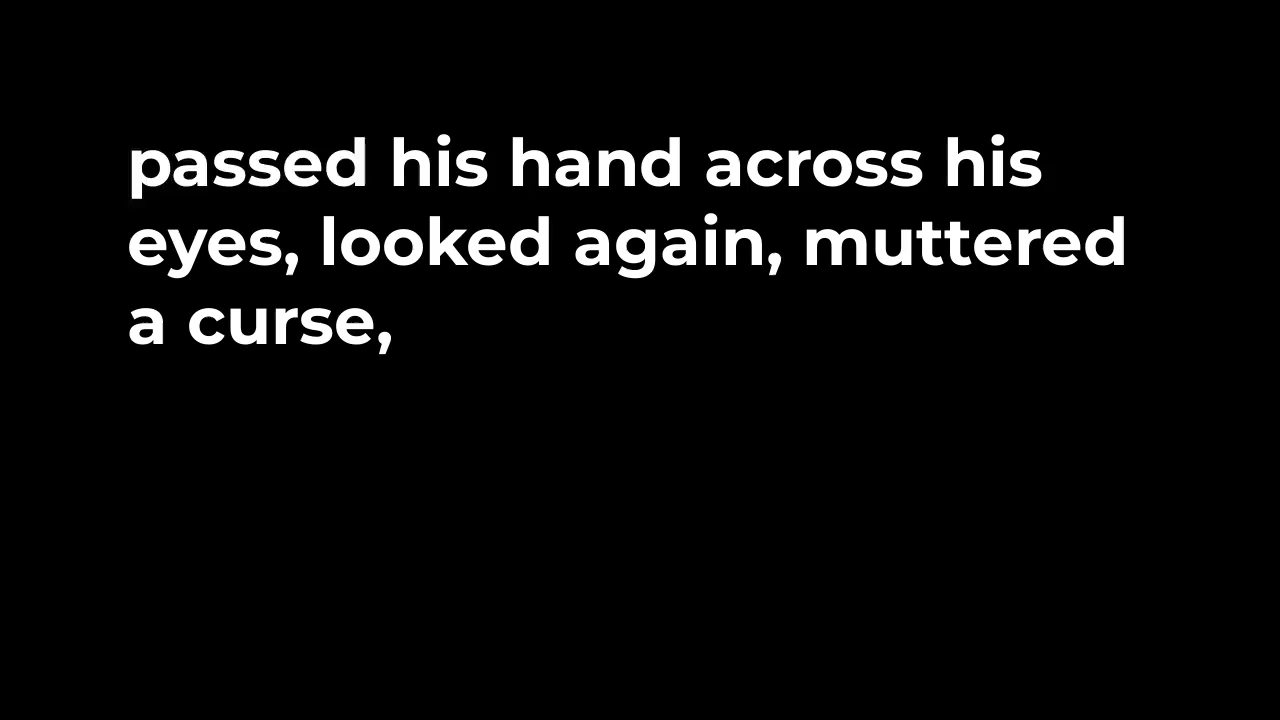 passed his hand across his
eyes, looked again, muttered
a curse,